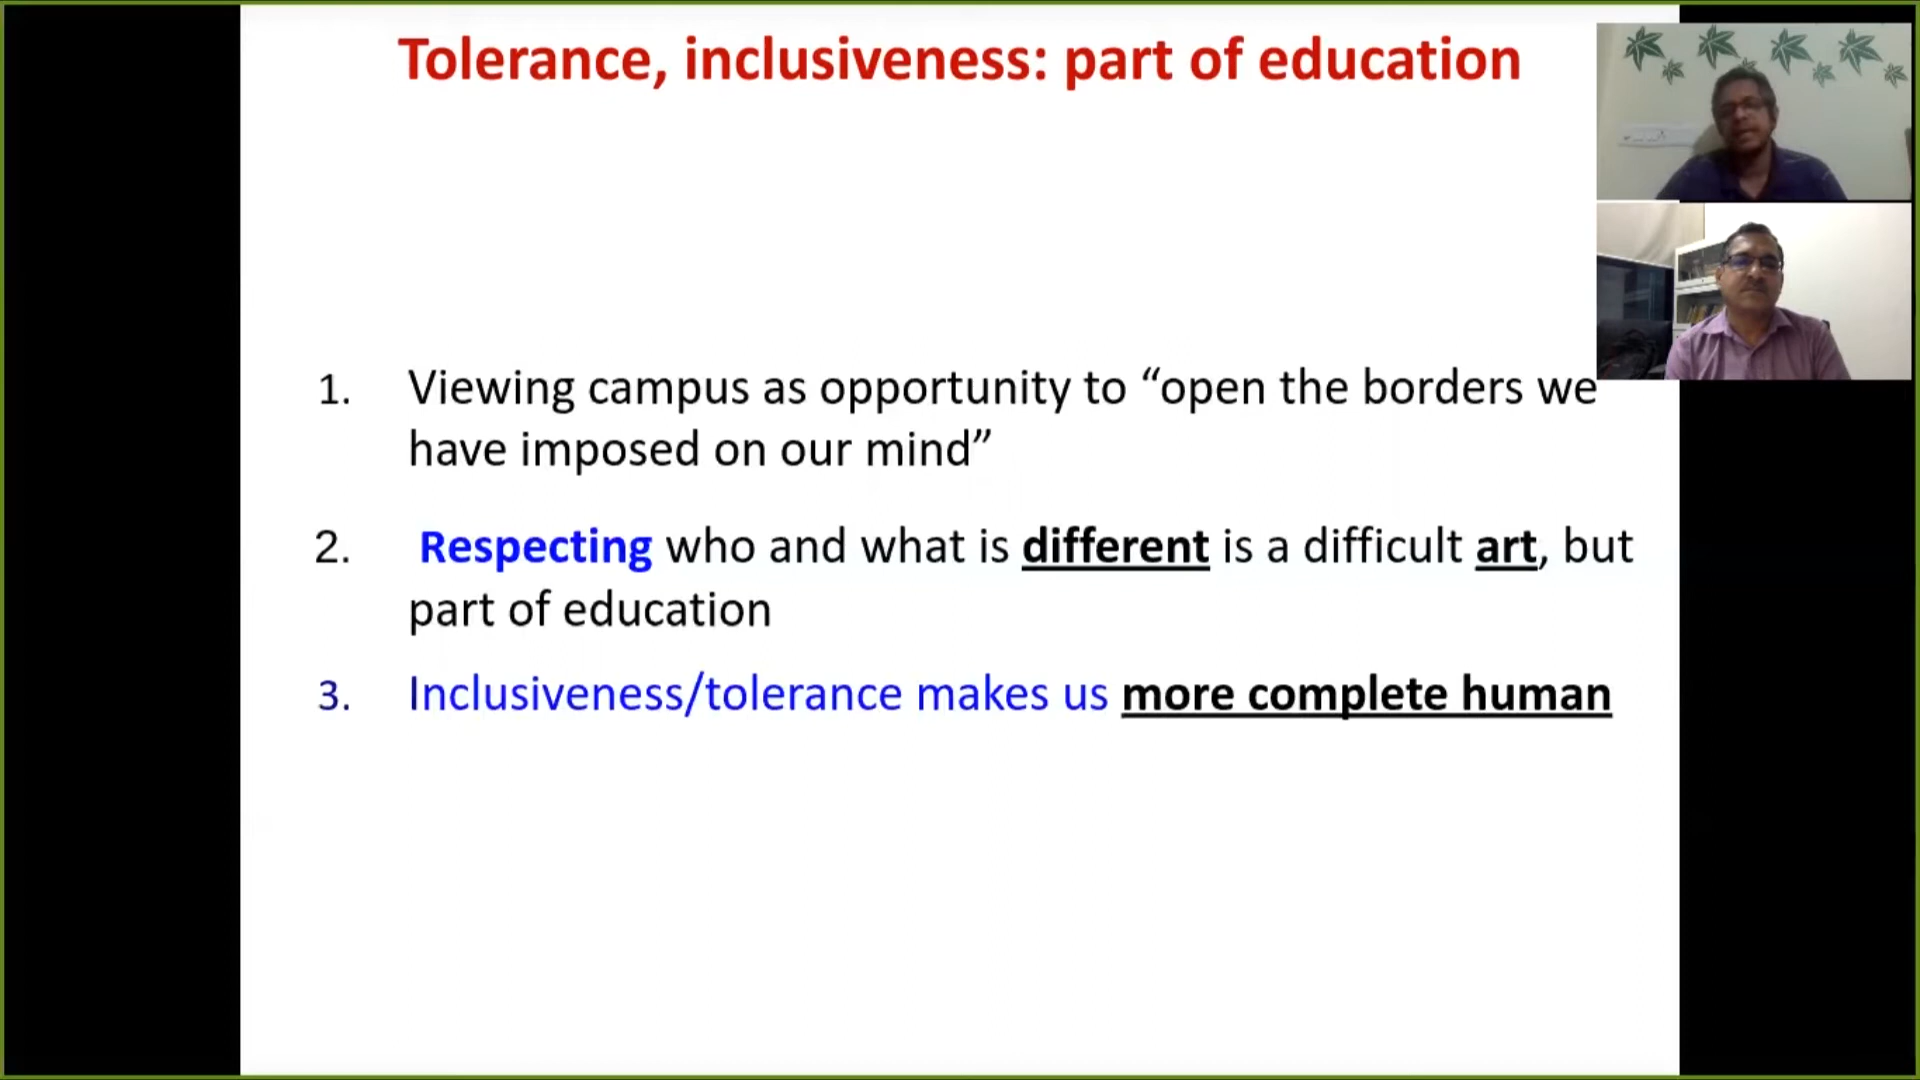 Tolerance, inclusiveness: part of education
1. Viewing campus as opportunity to “open the borders we
have imposed on our mind”
2. Respecting who and what is different is a difficult art, but
part of education
3. Inclusiveness/tolerance makes us more complete human